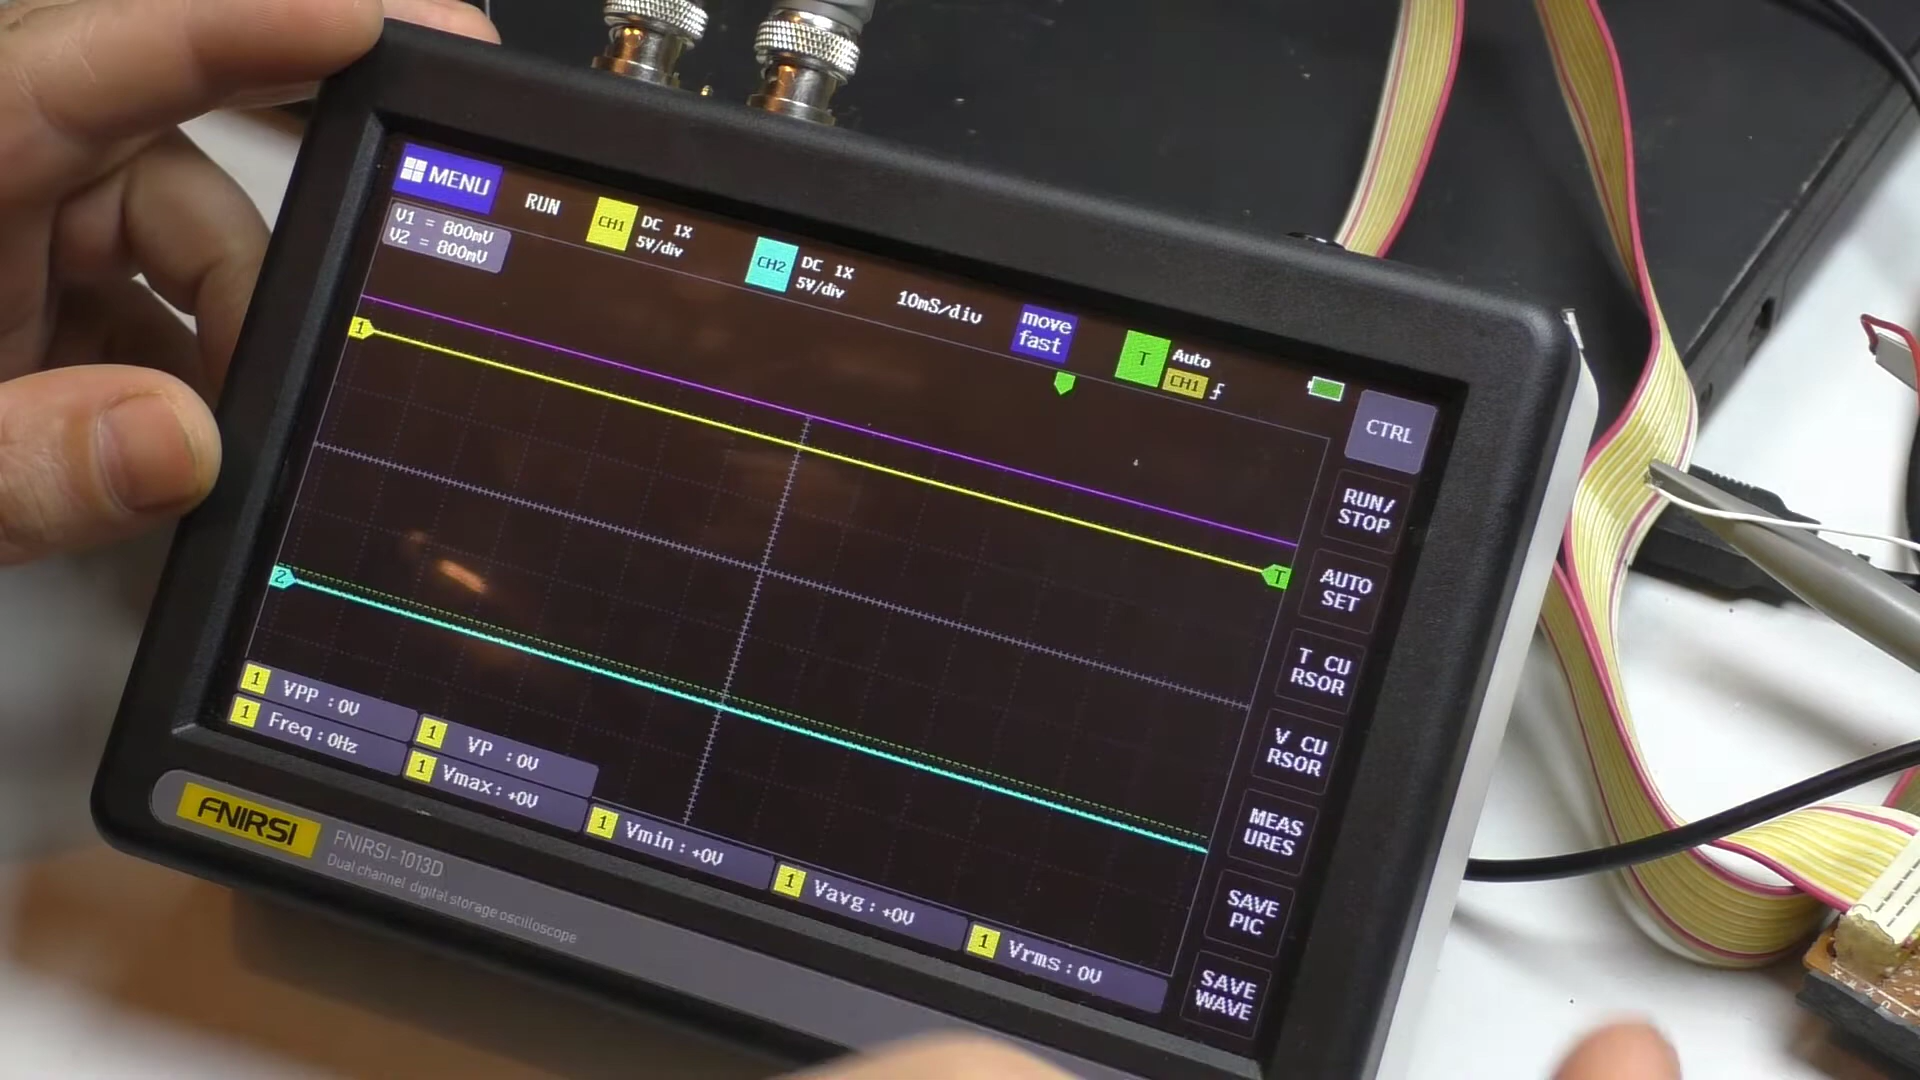 MENU
RUN
CH1
DC 1X
5V/div
CH2
DC 1X
5V/div
10mS/div
move
fast
T
Auto
CH1
V1 = 800mV
V2 = 800mV
CTRL
RUN/
STOP
AUTO
SET
T CU
RSOR
V CU
RSOR
MEAS
URES
SAVE
PIC
SAVE
WAVE
1
T
2
1 VPP :0V
1 Freq:0Hz
1 VP :0V
1 Vmax:+0V
1 Vmin:+0V
1 Vavg:+0V
1 Vrms:0V
FNIRSI
FNIRSI-1013D
Dual channel digital storage oscilloscope